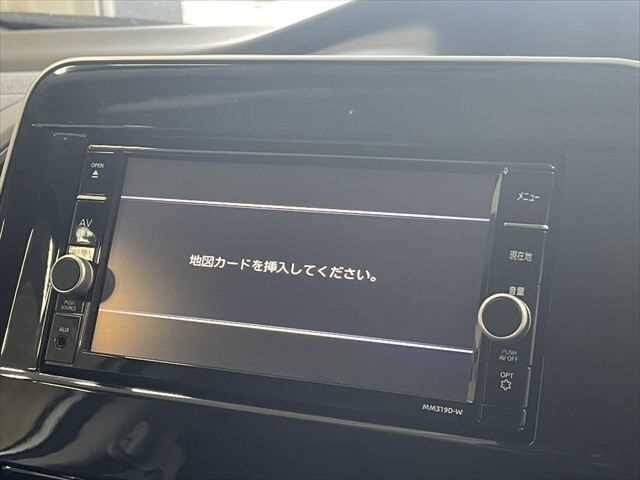 OPEN
AV
PUSH
SOURCE
AUX
地図カードを挿入してください。
メニュー
現在地
音量
PUSH
AV OFF
OPT
MM319D-W